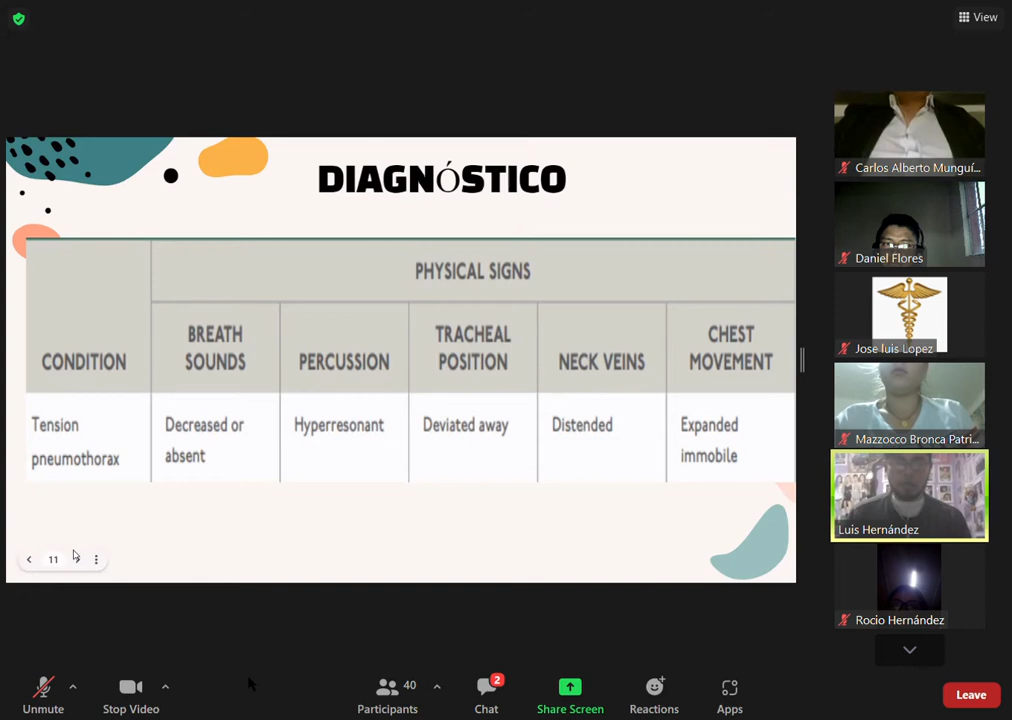 View
DIAGNÓSTICO
PHYSICAL SIGNS
CONDITION
BREATH
SOUNDS
PERCUSSION
TRACHEAL
POSITION
NECK VEINS
CHEST
MOVEMENT
Tension
pneumothorax
Decreased or
absent
Hyperresonant
Deviated away
Distended
Expanded
immobile
11
Carlos Alberto Munguí...
Daniel Flores
Jose luis Lopez
Mazzocco Bronca Patri...
Luis Hernández
Rocio Hernández
Unmute
Stop Video
40
Participants
2
Chat
Share Screen
Reactions
Apps
Leave